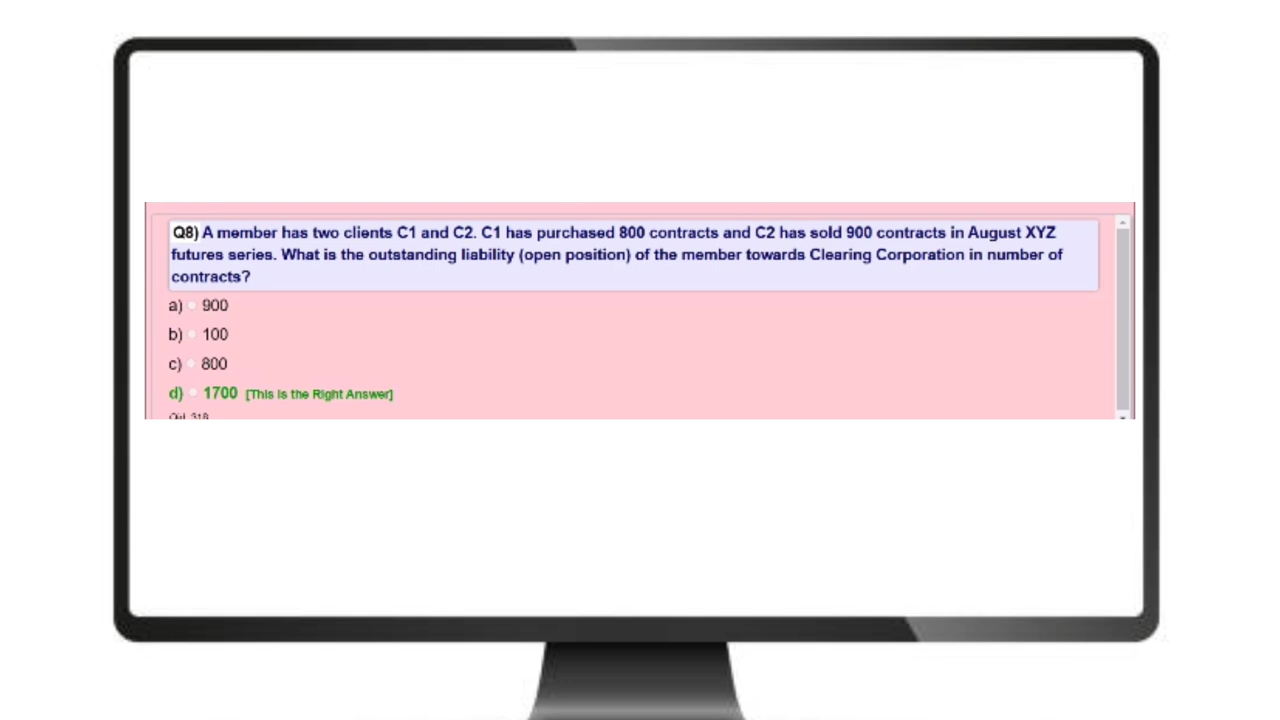 Q8) A member has two clients C1 and C2. C1 has purchased 800 contracts and C2 has sold 900 contracts in August XYZ
futures series. What is the outstanding liability (open position) of the member towards Clearing Corporation in number of
contracts?
a) 900
b) 100
c) 800
d) 1700 [This is the Right Answer]